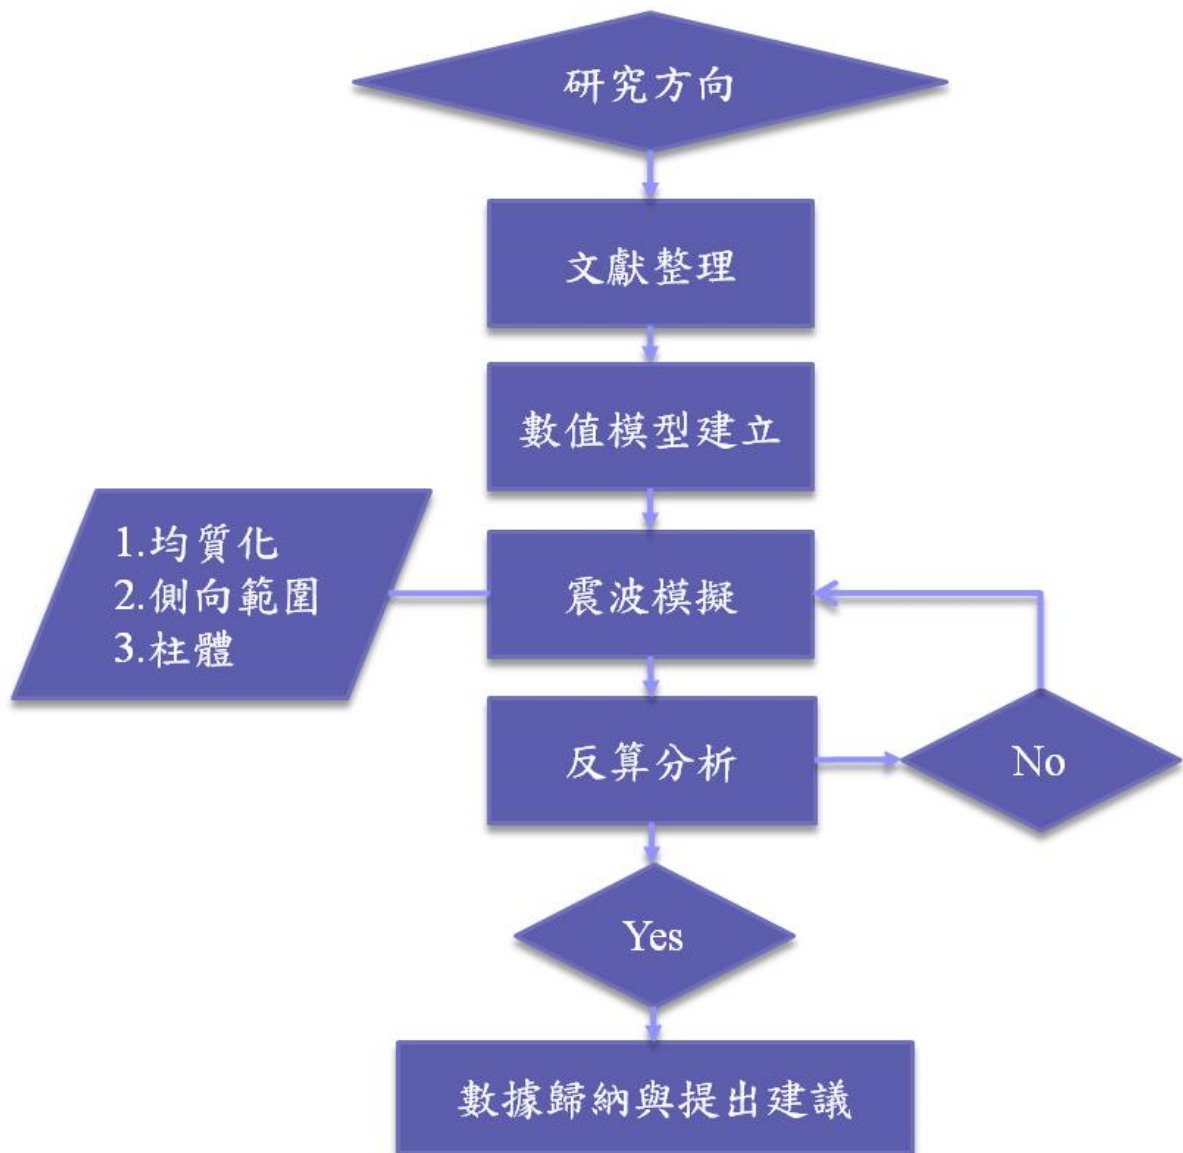 研究方向
文獻整理
數值模型建立
1.均質化
2.側向範圍
3.柱體
震波模擬
反算分析
No
Yes
數據歸納與提出建議